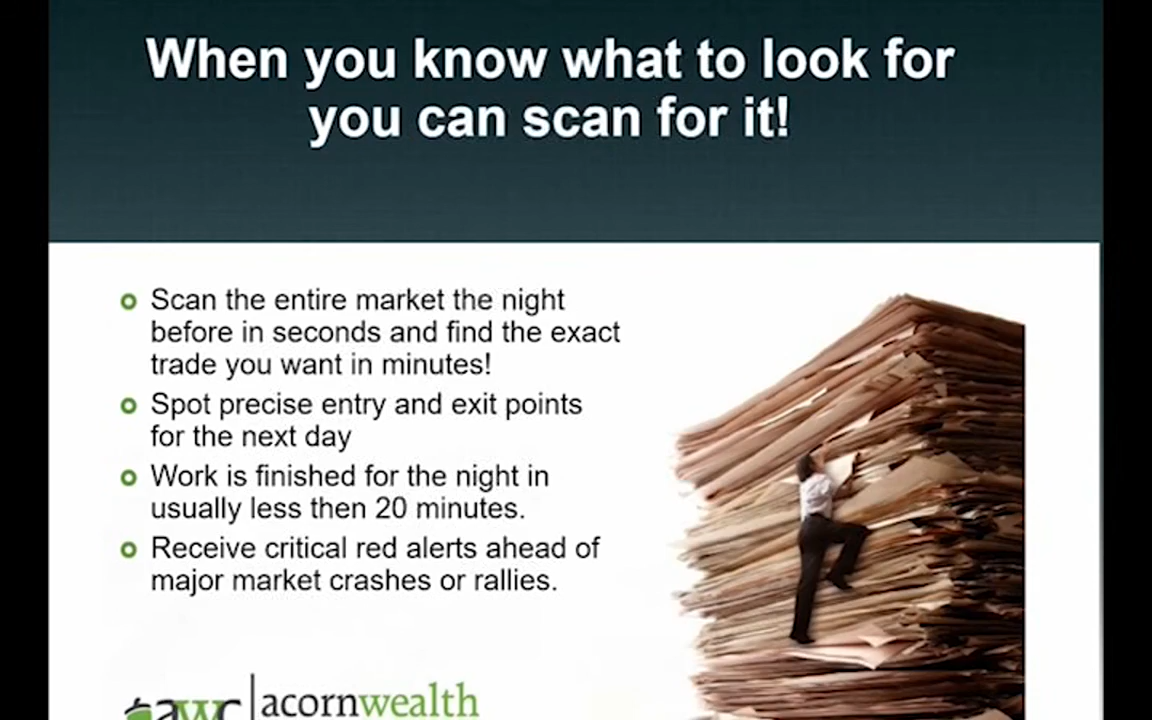 When you know what to look for
you can scan for it!
Scan the entire market the night
before in seconds and find the exact
trade you want in minutes!
Spot precise entry and exit points
for the next day
Work is finished for the night in
usually less then 20 minutes.
Receive critical red alerts ahead of
major market crashes or rallies.
awc acornwealth